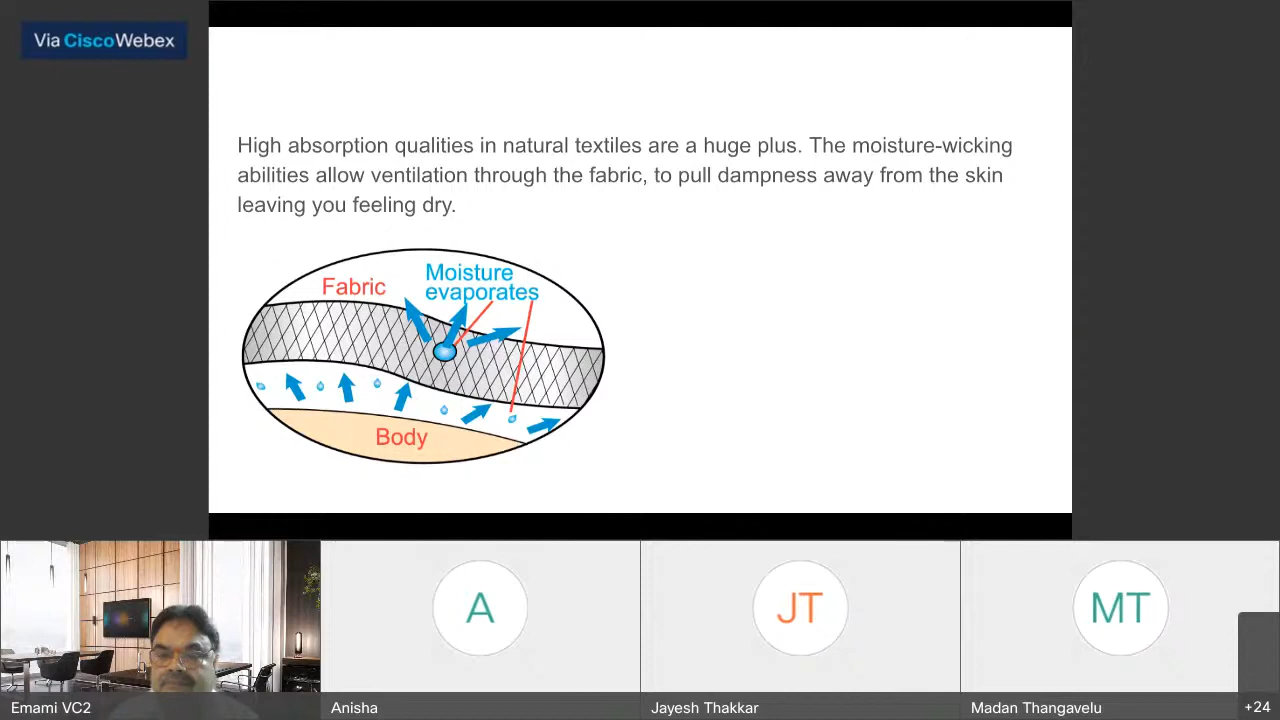 Via CiscoWebex
High absorption qualities in natural textiles are a huge plus. The moisture-wicking
abilities allow ventilation through the fabric, to pull dampness away from the skin
leaving you feeling dry.
Fabric
Moisture
evaporates
Body
A
JT
MT
Emami VC2
Anisha
Jayesh Thakkar
Madan Thangavelu
+24